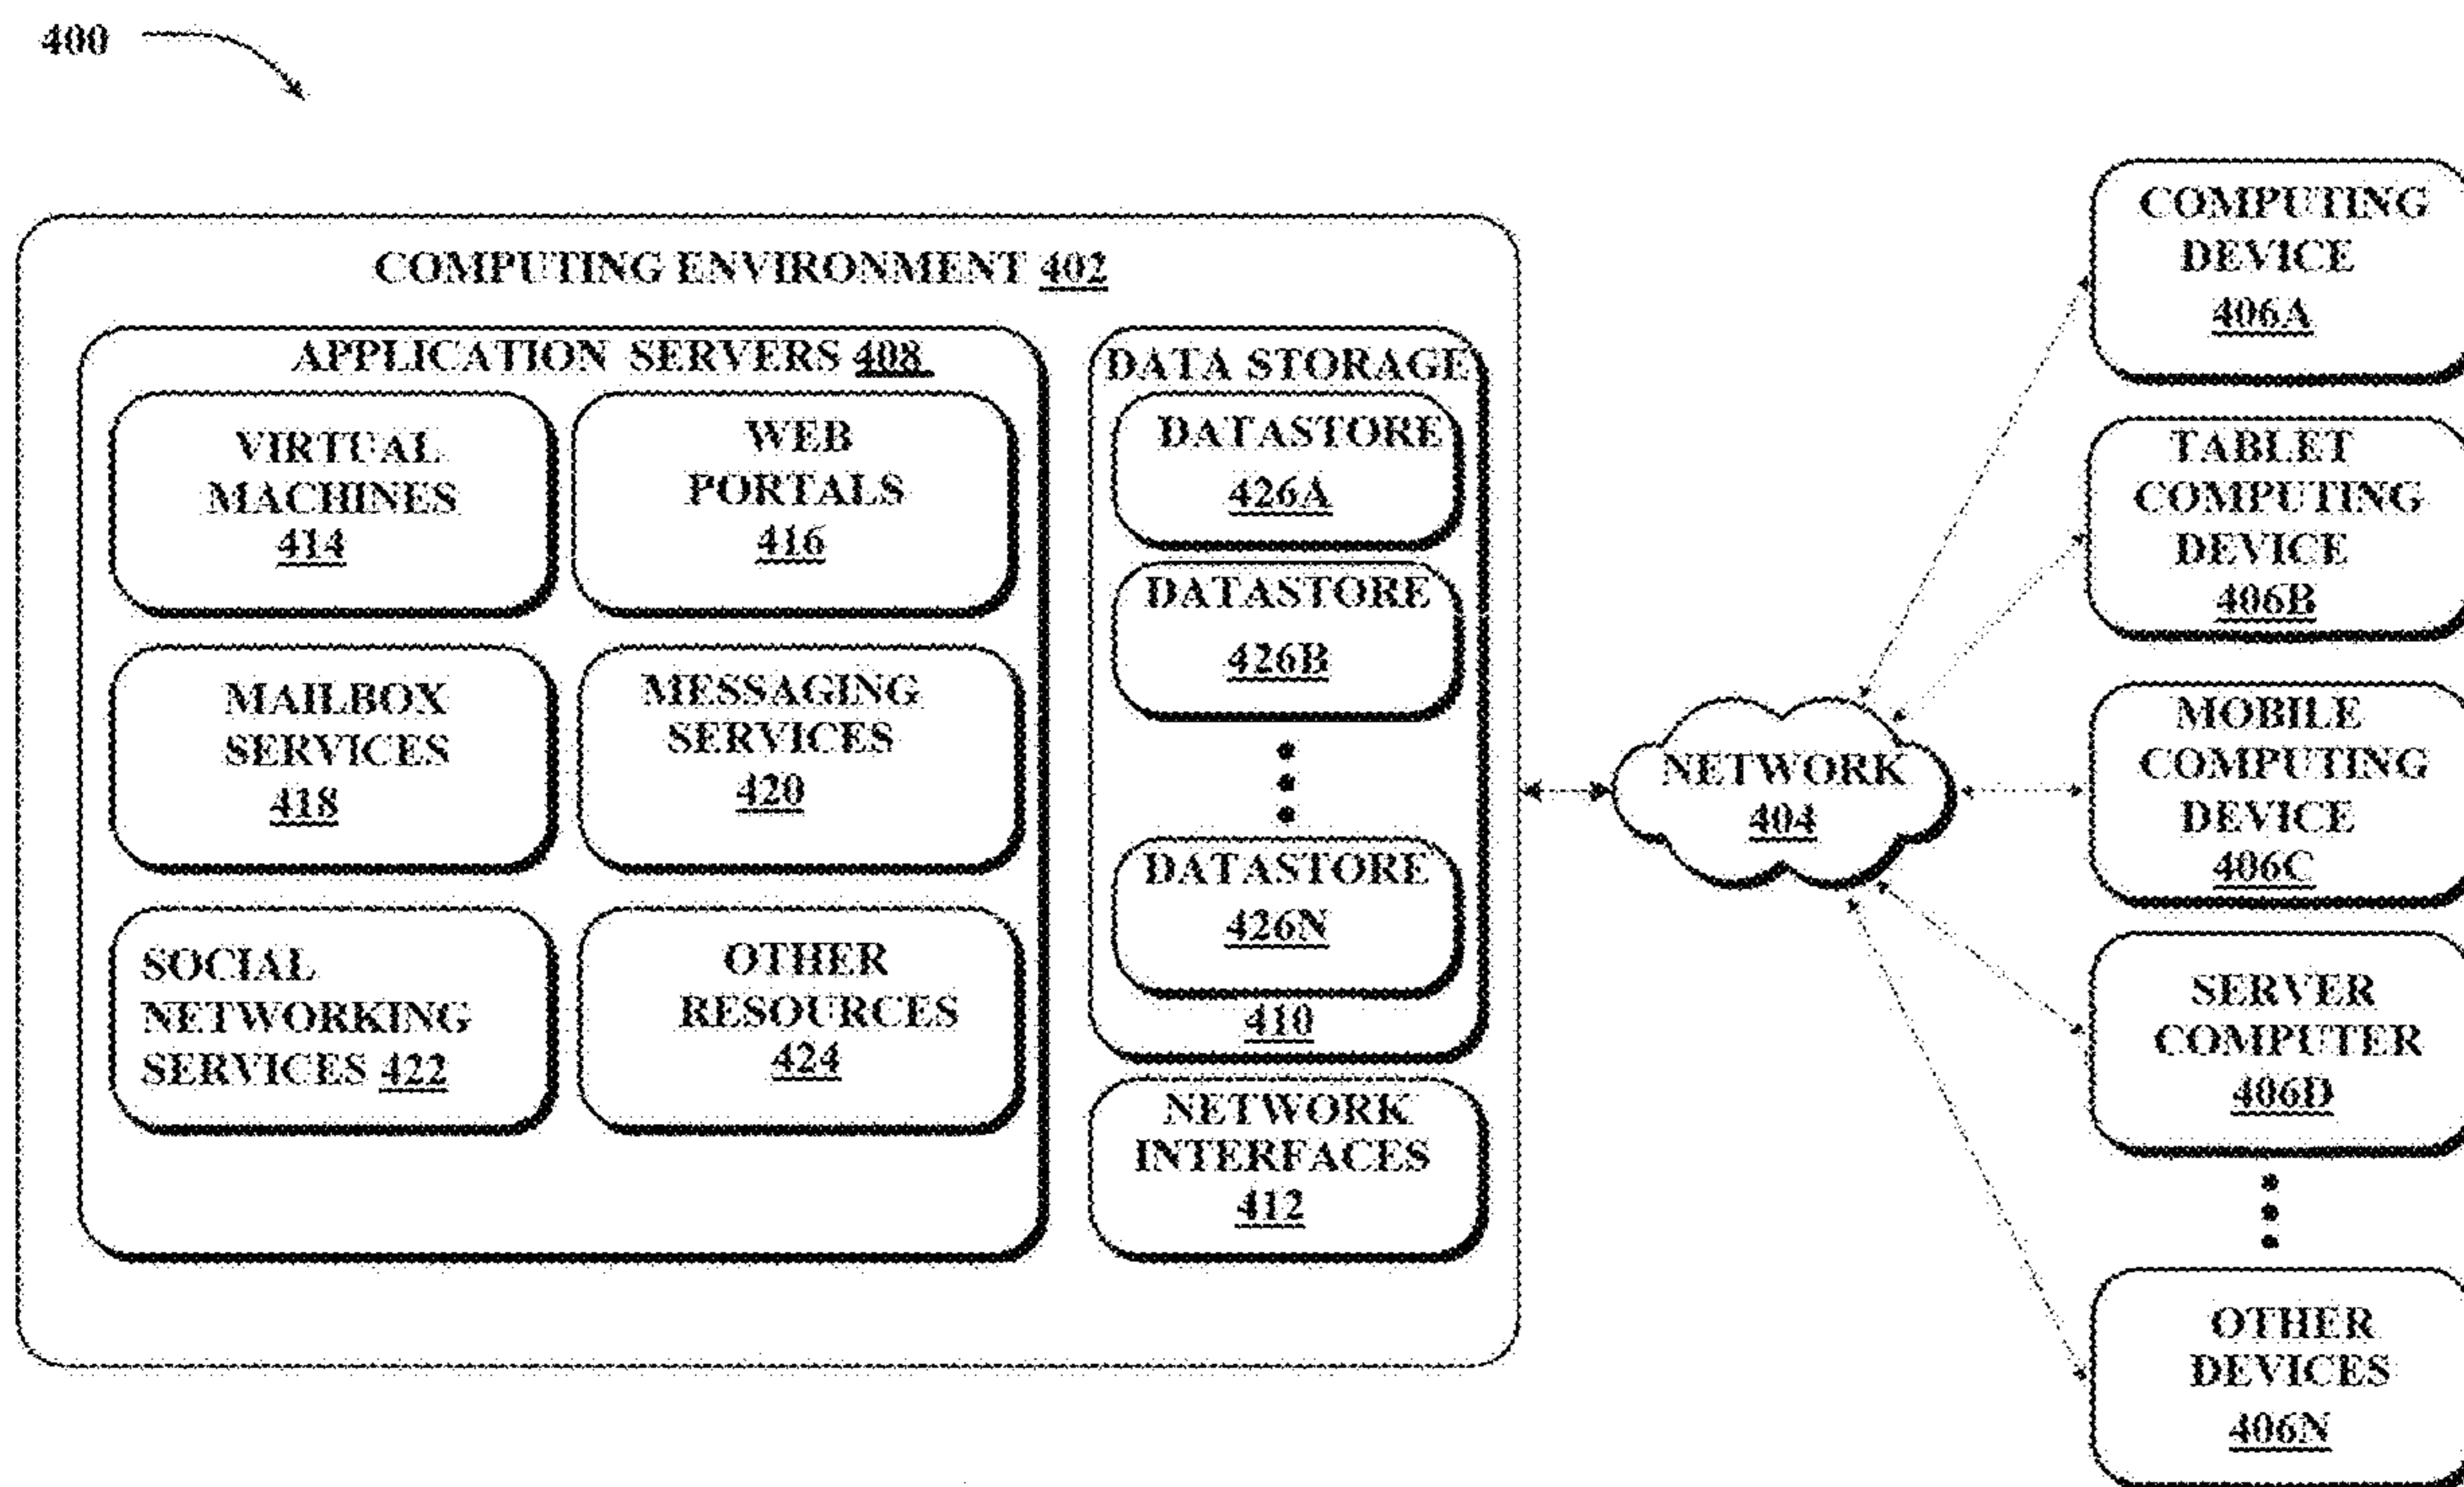 400
COMPUTING ENVIRONMENT 402
APPLICATION SERVERS 408
VIRTUAL
MACHINES
414
WEB
PORTALS
416
MAILBOX
SERVICES
418
MESSAGING
SERVICES
420
SOCIAL
NETWORKING
SERVICES 422
OTHER
RESOURCES
424
DATA STORAGE
DATASTORE
426A
DATASTORE
426B
DATASTORE
426N
410
NETWORK
INTERFACES
412
NETWORK
404
COMPUTING
DEVICE
406A
TABLET
COMPUTING
DEVICE
406B
MOBILE
COMPUTING
DEVICE
406C
SERVER
COMPUTER
406D
OTHER
DEVICES
406N